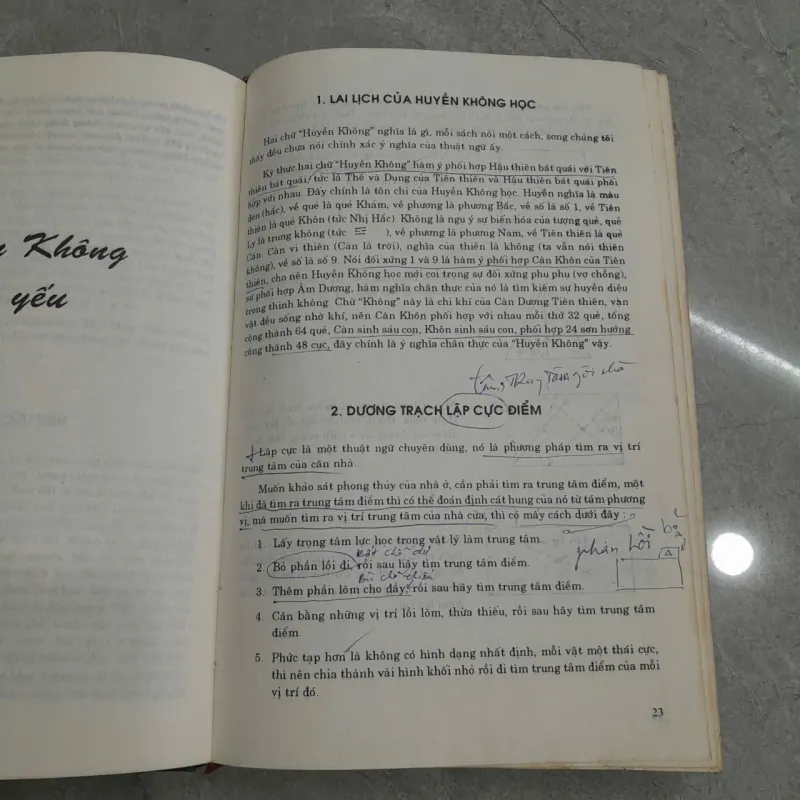 Không
yếu
1. LAI LỊCH CỦA HUYỀN KHÔNG HỌC
Hai chữ "Huyền Không" nghĩa là gì, mỗi sách nói một cách, song chúng tôi
thấy đều chưa nói chính xác ý nghĩa của thuật ngữ ấy.
Kỳ thực hai chữ "Huyền Không" hàm ý phối hợp Hậu thiên bát quái với Tiên
thiên bát quái, tức là Thể và Dụng của Tiên thiên và Hậu thiên bát quái phối
hợp với nhau. Đấy chính là tôn chỉ của Huyền Không học. Huyền nghĩa là màu
đen (hắc), về quẻ là quẻ Khảm, về phương là phương Bắc, về số là số 1, về Tiên
thiên là quẻ Khôn (tức Nhị Hắc). Không là ngụ ý sự biến hóa của tượng quẻ, quẻ
Ly là trung không (tức ☲ ), về phương là phương Nam, về Tiên thiên là quẻ
Càn. Càn vi thiên (Càn là trời), nghĩa của thiên là không (ta vẫn nói thiên
không), về số là số 9. Nói đối xứng 1 và 9 là hàm ý phối hợp Càn Khôn của Tiên
thiên, cho nên Huyền Không học mới coi trọng sự đối xứng phu phụ (vợ chồng),
sự phối hợp Âm Dương, hàm nghĩa chân thực của nó là tìm kiếm sự huyền diệu
trong thinh không. Chữ "Không" này là chỉ khí của Càn Dương Tiên thiên, vạn
vật đều sống nhờ khí, nên Càn Khôn phối hợp với nhau mỗi thứ 32 quẻ, tổng
cộng thành 64 quẻ, Càn sinh sáu con, Khôn sinh sáu con, phối hợp 24 sơn hướng
cộng thành 48 cục, đây chính là ý nghĩa chân thực của "Huyền Không" vậy.
2. DƯƠNG TRẠCH LẬP CỰC ĐIỂM
Lập cực là một thuật ngữ chuyên dùng, nó là phương pháp tìm ra vị trí
trung tâm của căn nhà.
Muốn khảo sát phong thủy của nhà ở, cần phải tìm ra trung tâm điểm, một
khi đã tìm ra trung tâm điểm thì có thể đoán định cát hung của nó từ tám phương
vị, mà muốn tìm ra vị trí trung tâm của nhà cửa, thì có mấy cách dưới đây :
1. Lấy trọng tâm lực học trong vật lý làm trung tâm.
2. Bỏ phần lồi đi, rồi sau hãy tìm trung tâm điểm.
phần lồi
bỏ
A
3. Thêm phần lõm cho đầy, rồi sau hãy tìm trung tâm điểm.
4. Cân bằng những vị trí lồi lõm, thừa thiếu, rồi sau hãy tìm trung tâm
điểm.
5. Phức tạp hơn là không có hình dạng nhất định, mỗi vật một thái cực,
thì nên chia thành vài hình khối nhỏ rồi đi tìm trung tâm điểm của mỗi
vị trí đó.
23